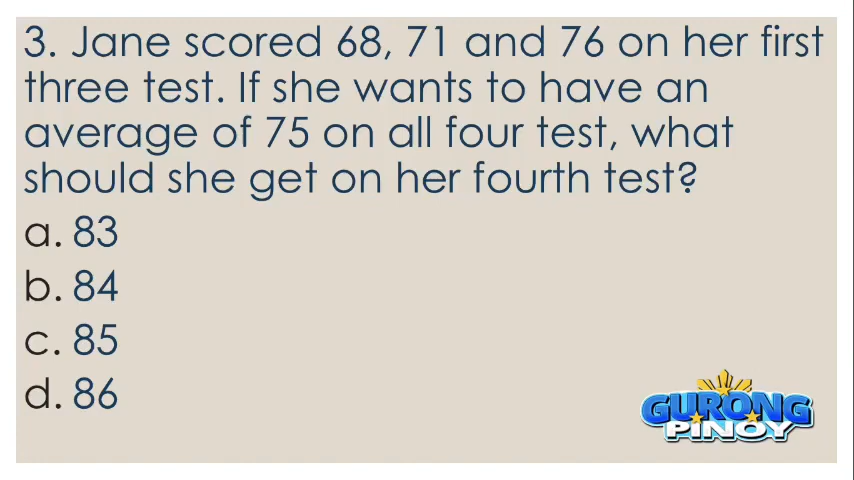 3. Jane scored 68, 71 and 76 on her first
three test. If she wants to have an
average of 75 on all four test, what
should she get on her fourth test?
a. 83
b. 84
c. 85
d. 86
GURONG
PINOY